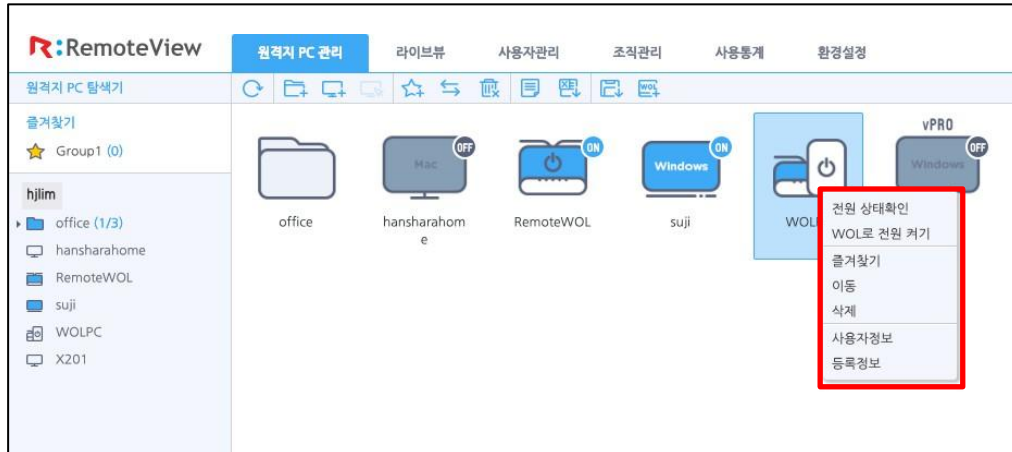 R:RemoteView
원격지 PC 관리
라이브뷰
사용자관리
조직관리
사용통계
환경설정
원격지 PC 탐색기
WOL
즐겨찾기
Group1 (0)
hjlim
office (1/3)
hansharahome
RemoteWOL
suji
WOLPC
X201
office
Mac
OFF
hansharahom
e
ON
RemoteWOL
Windows
ON
suji
vPRO
Windows
OFF
전원 상태확인
WOL로 전원 켜기
즐겨찾기
이동
삭제
사용자정보
등록정보